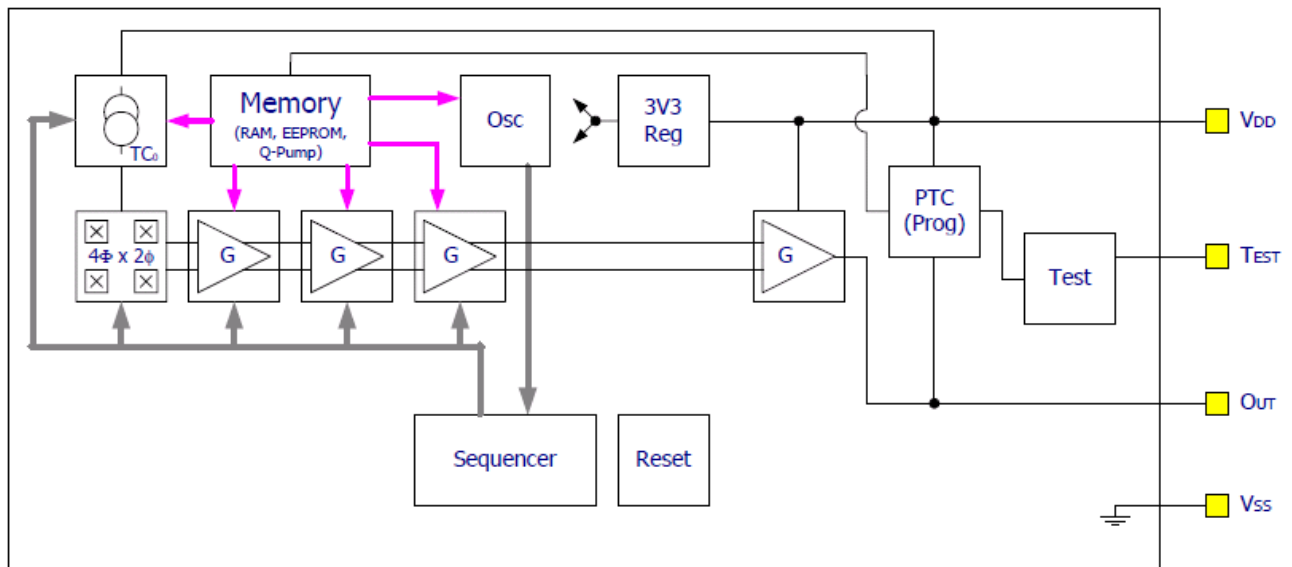 Memory
(RAM, EEPROM,
Q-Pump)
TC₀
Osc
3V3
Reg
VDD
PTC
(Prog)
4Φ x 2ϕ
G
G
G
G
Test
TEST
OUT
Sequencer
Reset
VSS